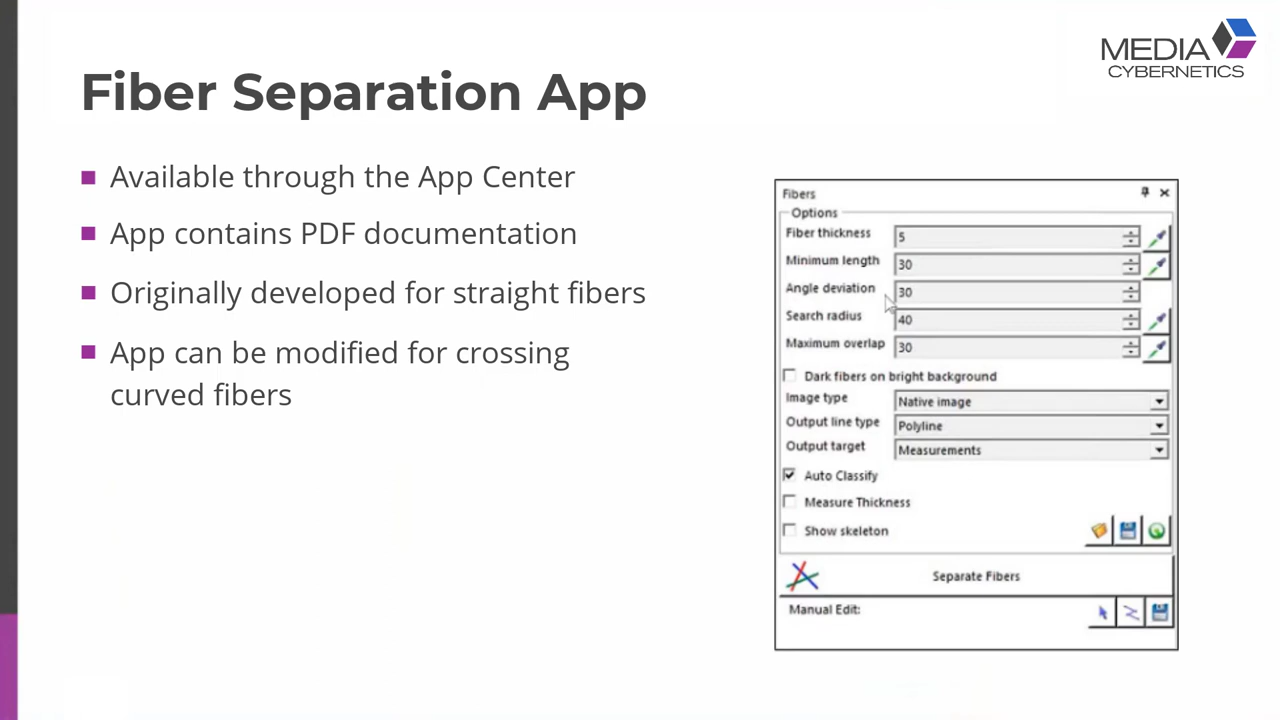 MEDIA
CYBERNETICS
Fiber Separation App
Available through the App Center
App contains PDF documentation
Originally developed for straight fibers
App can be modified for crossing
curved fibers
Fibers
Options
Fiber thickness 5
Minimum length 30
Angle deviation 30
Search radius 40
Maximum overlap 30
Dark fibers on bright background
Image type Native image
Output line type Polyline
Output target Measurements
Auto Classify
Measure Thickness
Show skeleton
Separate Fibers
Manual Edit: